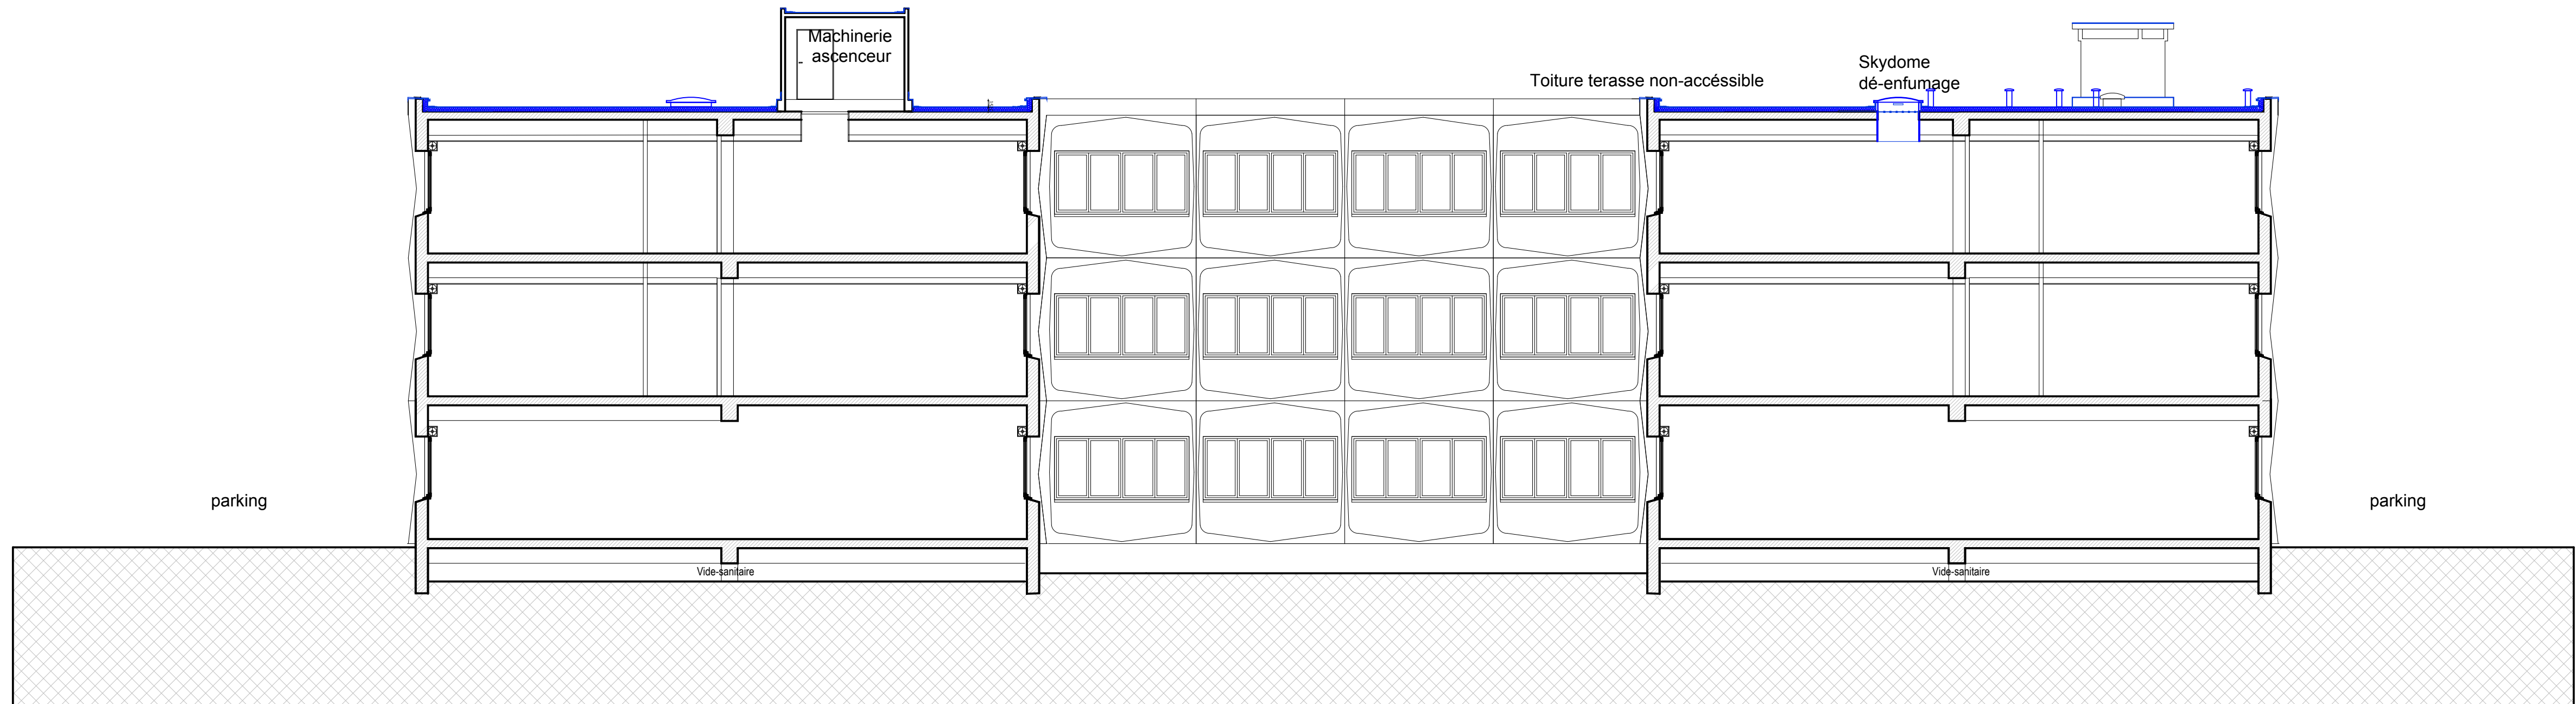 Machinerie
ascenceur
Toiture terasse non-accéssible
Skydome
dé-enfumage
parking
parking
Vide-sanitaire
Vide-sanitaire